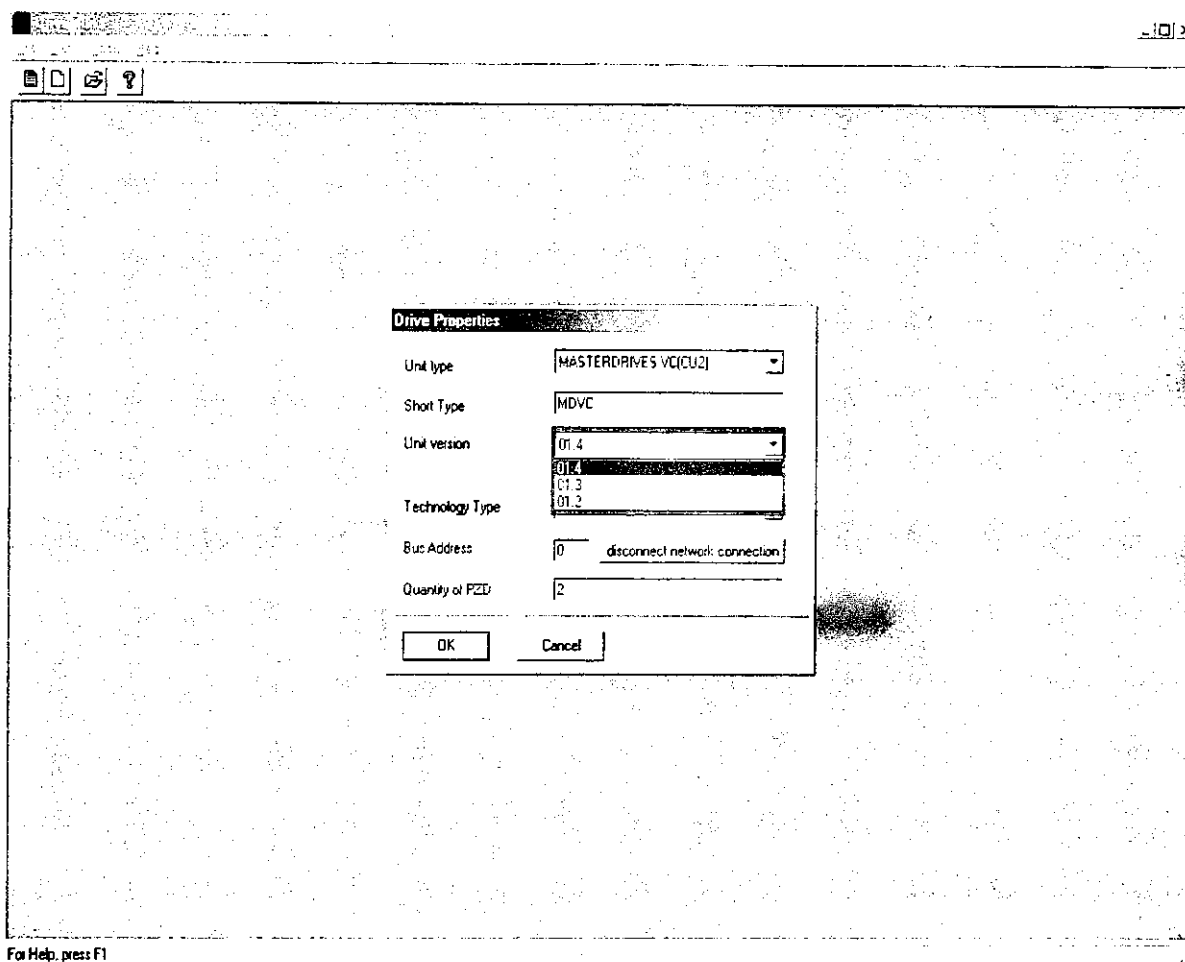 Drive Properties
Unit type MASTERDRIVES VC(CU2)
Short Type MDVC
Unit version 01.4
01.4
01.3
01.2
Technology Type
Bus Address 0 disconnect network connection
Quantity of PZD 2
OK Cancel
For Help, press F1